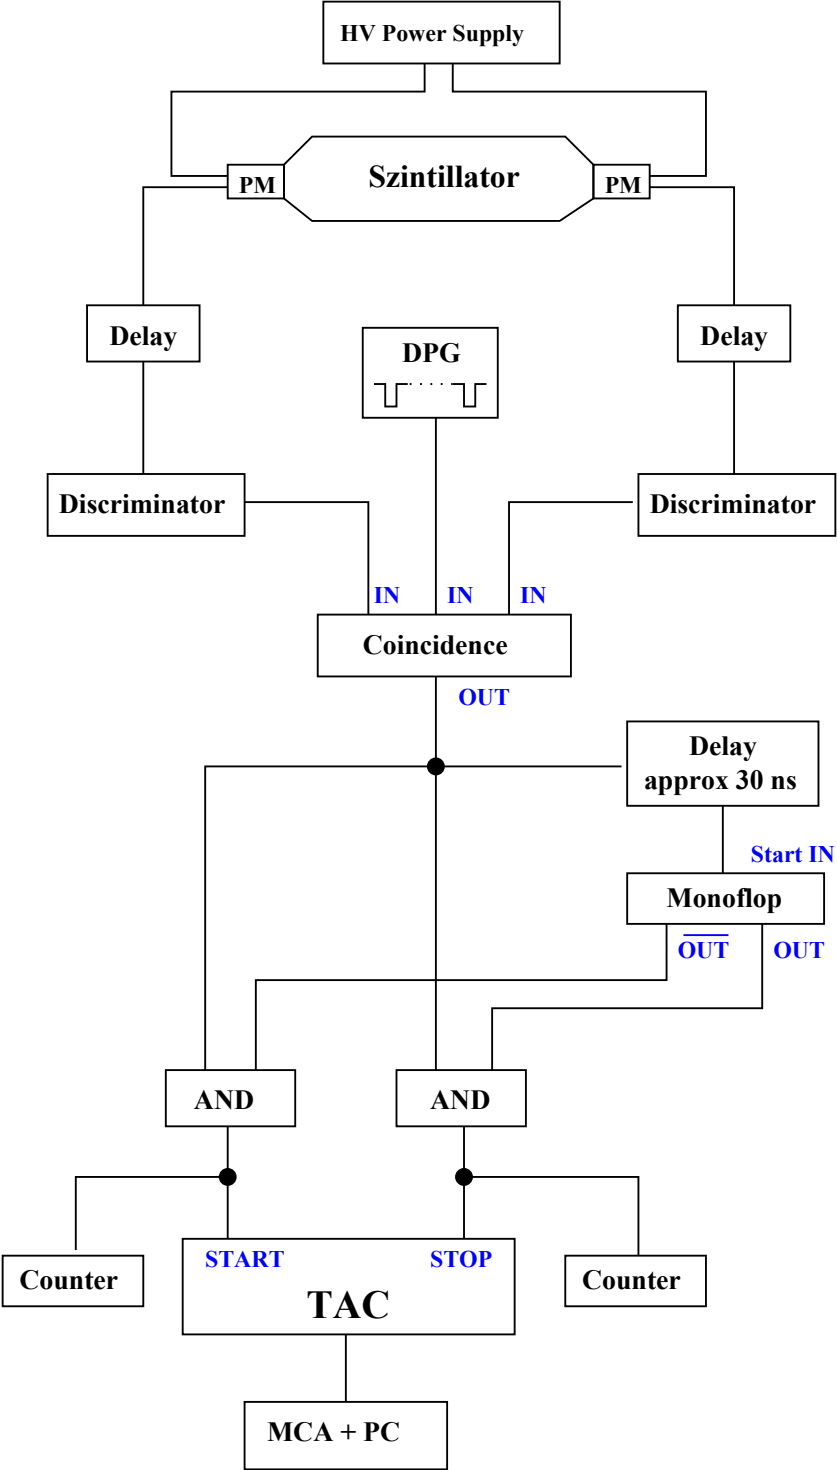 HV Power Supply
PM
Szintillator
PM
Delay
DPG
Delay
Discriminator
Discriminator
IN
IN
IN
Coincidence
OUT
Delay
approx 30 ns
Start IN
Monoflop
OUT
OUT
AND
AND
START
STOP
Counter
TAC
Counter
MCA + PC